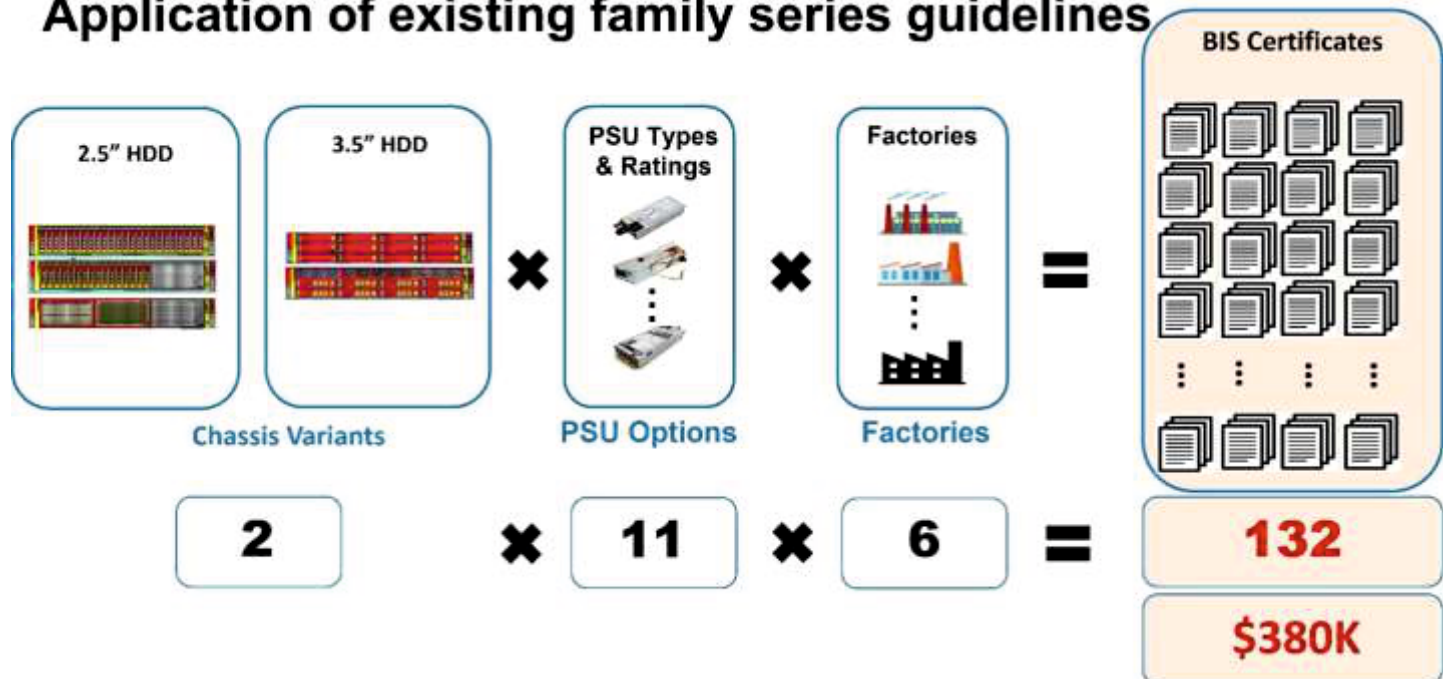 Application of existing family series guidelines
BIS Certificates
2.5” HDD
3.5” HDD
PSU Types
& Ratings
Factories
Chassis Variants
PSU Options
Factories
2 × 11 × 6 = 132
$380K